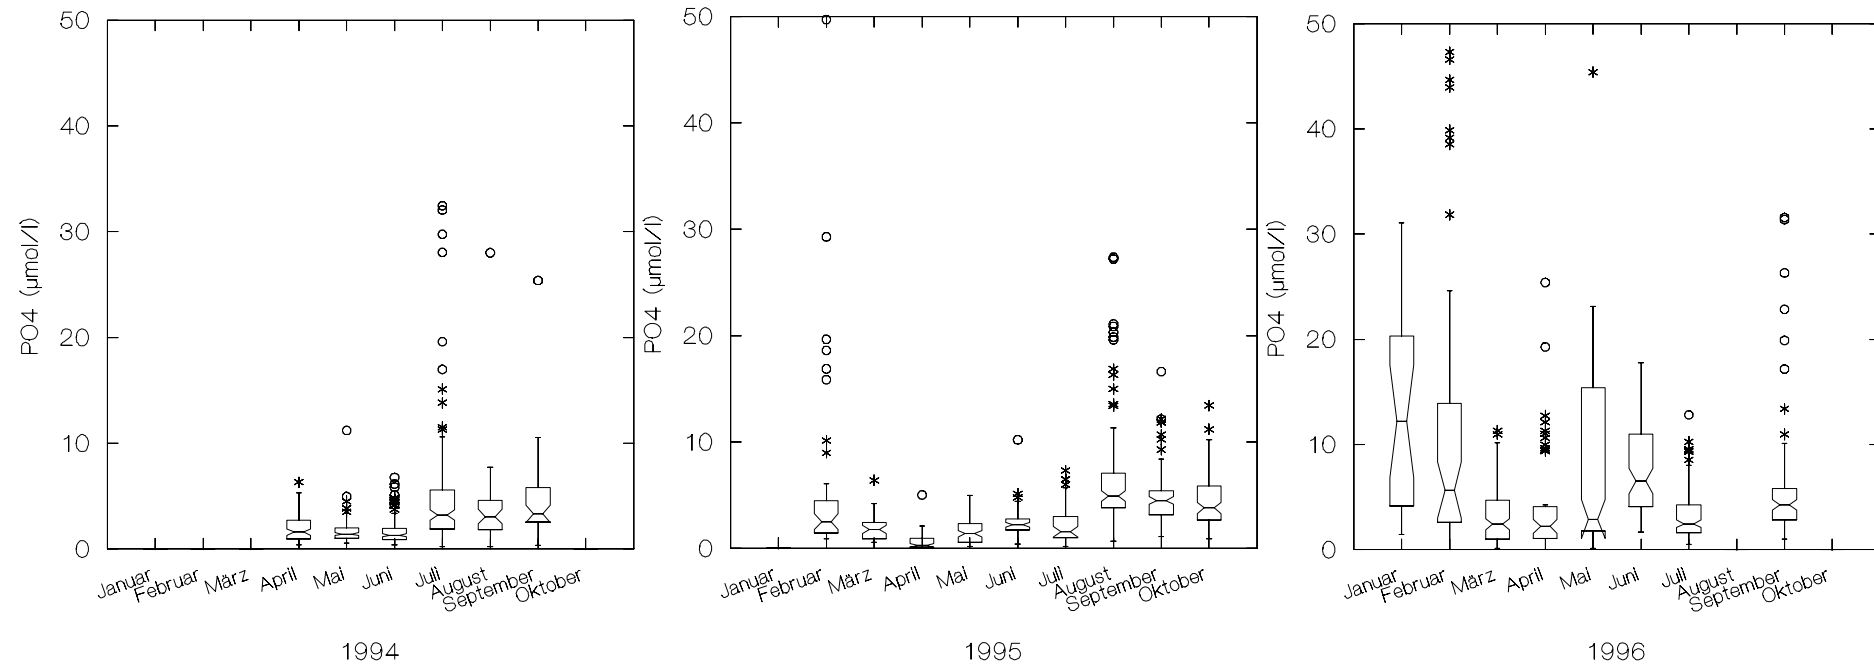 50
40
30
20
10
0
PO4 (µmol/l)
Januar
Februar
März
April
Mai
Juni
Juli
August
September
Oktober
1994
50
40
30
20
10
0
PO4 (µmol/l)
Januar
Februar
März
April
Mai
Juni
Juli
August
September
Oktober
1995
50
40
30
20
10
0
PO4 (µmol/l)
Januar
Februar
März
April
Mai
Juni
Juli
August
September
Oktober
1996